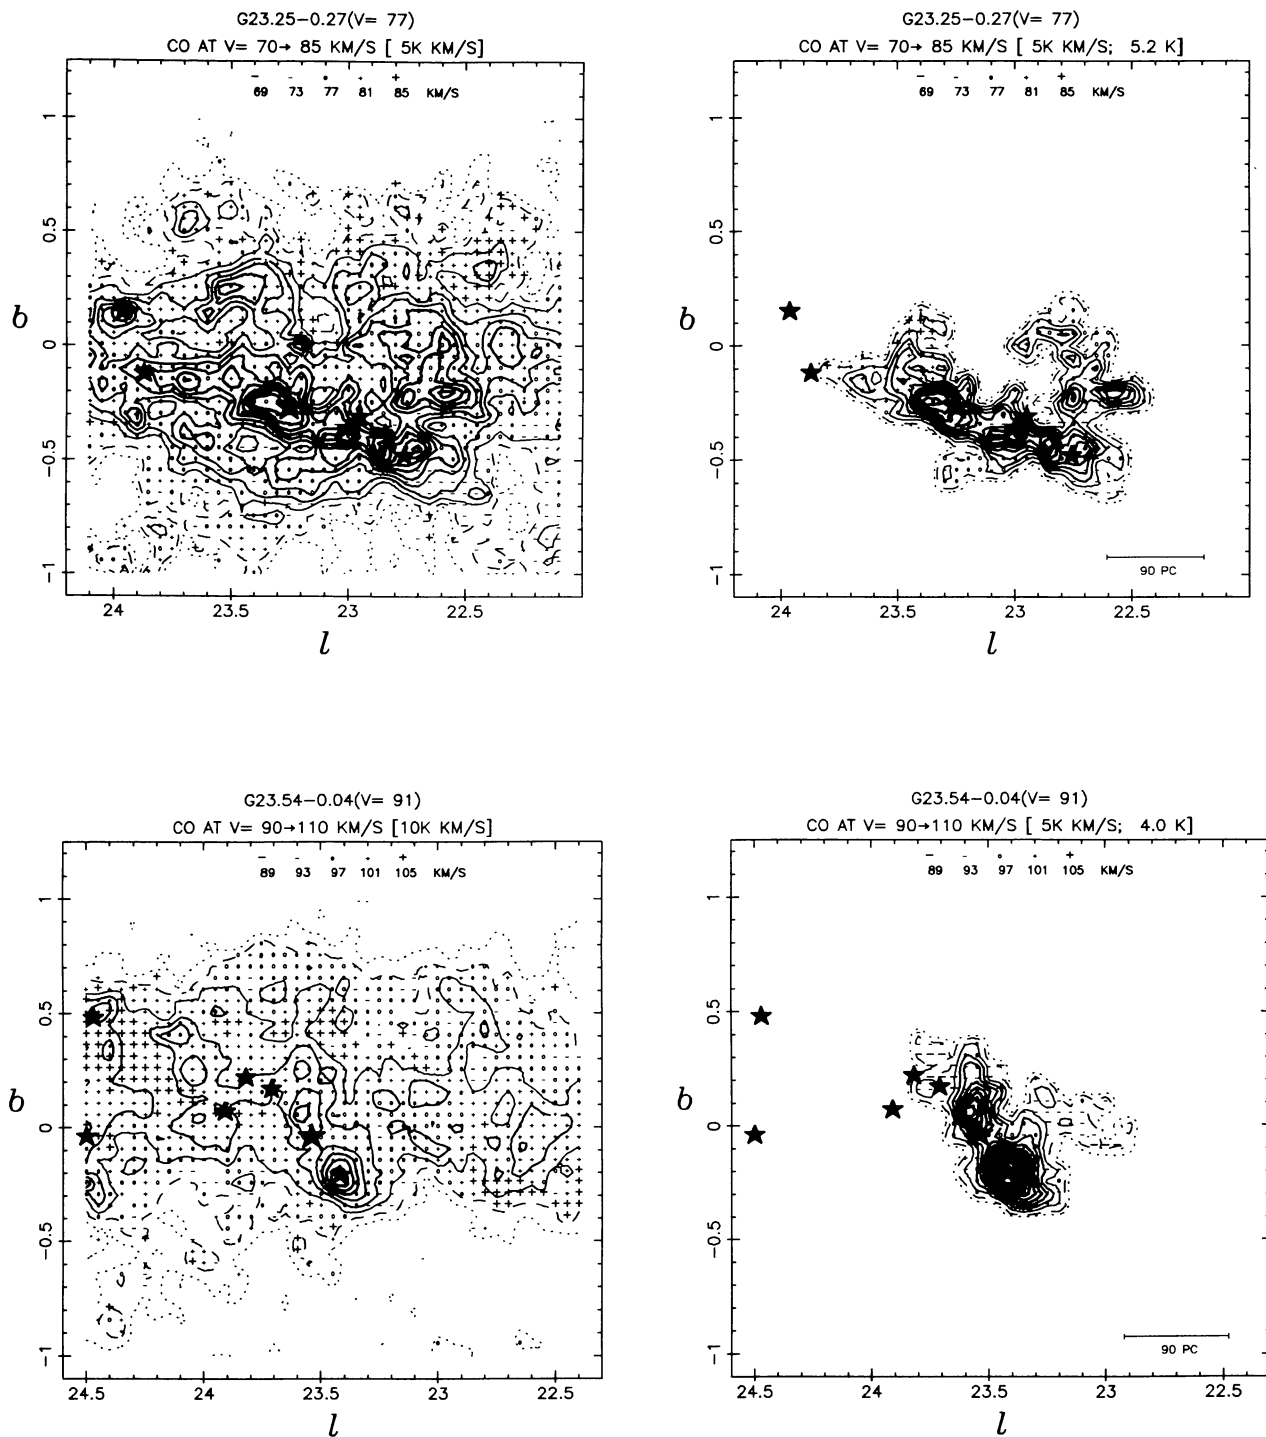 G23.25-0.27(V= 77)
CO AT V= 70→ 85 KM/S [ 5K KM/S]
69 73 77 81 85 KM/S
1
0.5
0
-0.5
-1
b
24 23.5 23 22.5
l
G23.25-0.27(V= 77)
CO AT V= 70→ 85 KM/S [ 5K KM/S; 5.2 K]
69 73 77 81 85 KM/S
1
0.5
0
-0.5
-1
b
90 PC
24 23.5 23 22.5
l
G23.54-0.04(V= 91)
CO AT V= 90→110 KM/S [10K KM/S]
89 93 97 101 105 KM/S
1
0.5
0
-0.5
-1
b
24.5 24 23.5 23 22.5
l
G23.54-0.04(V= 91)
CO AT V= 90→110 KM/S [ 5K KM/S; 4.0 K]
89 93 97 101 105 KM/S
1
0.5
0
-0.5
-1
b
90 PC
24.5 24 23.5 23 22.5
l